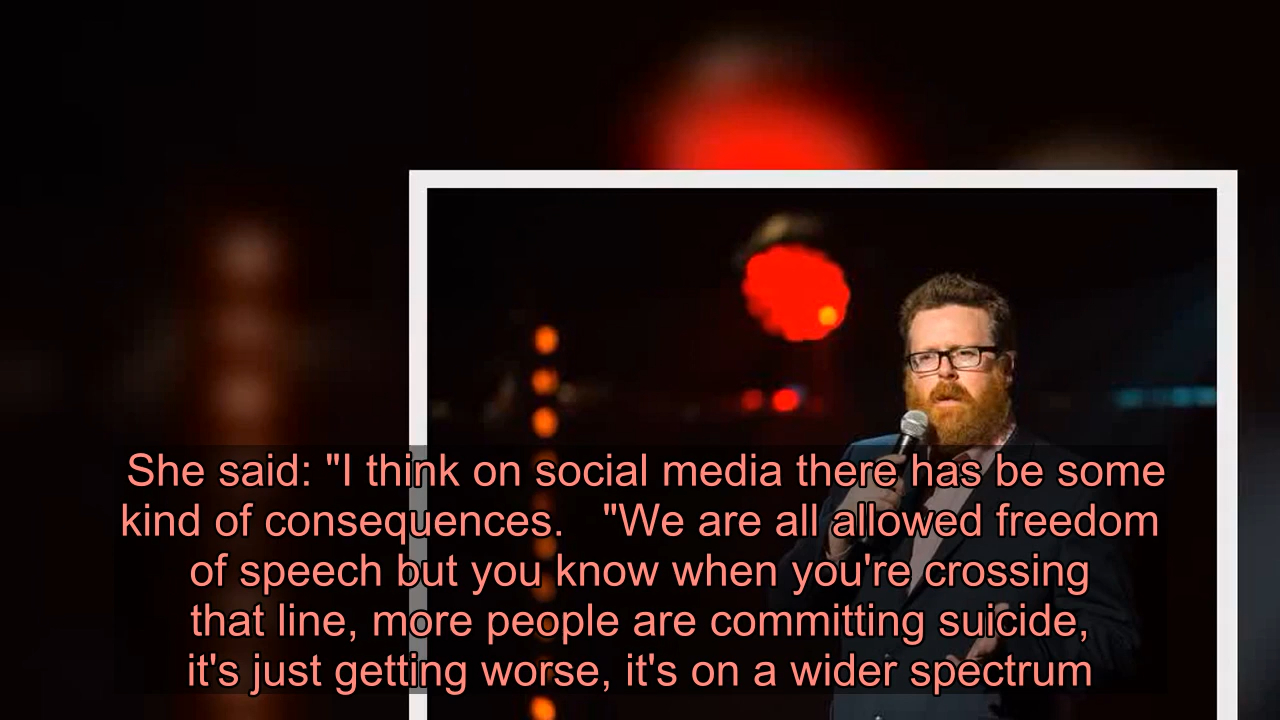 She said: "I think on social media there has be some
kind of consequences.   "We are all allowed freedom
of speech but you know when you're crossing
that line, more people are committing suicide,
it's just getting worse, it's on a wider spectrum